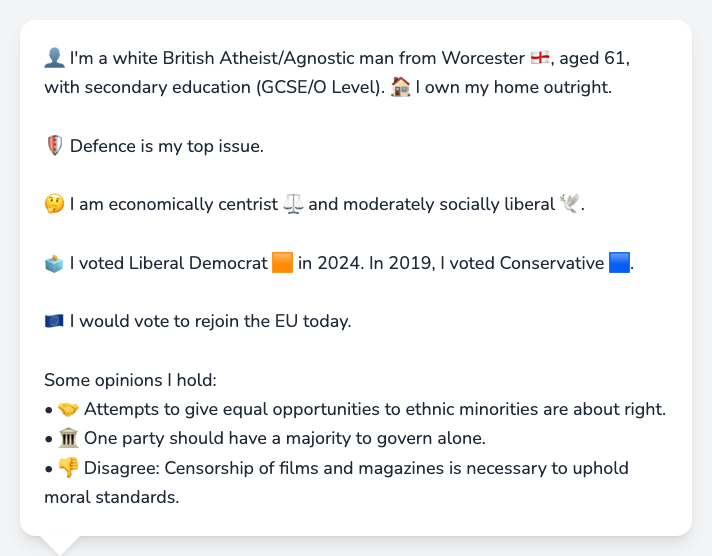 👤 I'm a white British Atheist/Agnostic man from Worcester 🏴󠁧󠁢󠁥󠁮󠁧󠁿, aged 61,
with secondary education (GCSE/O Level). 🏠 I own my home outright.
🛡️ Defence is my top issue.
🤔 I am economically centrist ⚖️ and moderately socially liberal 🕊️.
🗳️ I voted Liberal Democrat 🟧 in 2024. In 2019, I voted Conservative 🟦.
🇪🇺 I would vote to rejoin the EU today.
Some opinions I hold:
• 🤝 Attempts to give equal opportunities to ethnic minorities are about right.
• 🏛️ One party should have a majority to govern alone.
• 👎 Disagree: Censorship of films and magazines is necessary to uphold
moral standards.